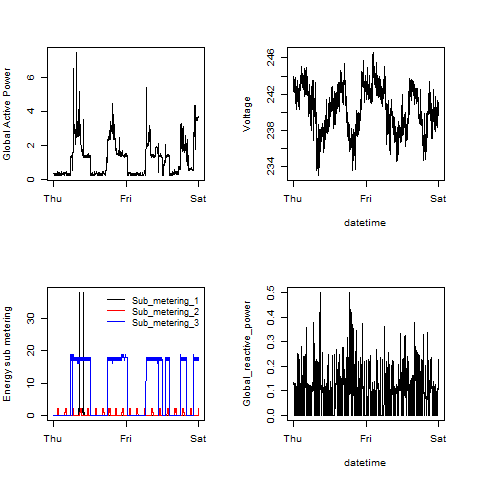 Global Active Power
0 2 4 6
Thu Fri Sat
Voltage
234 238 242 246
Thu Fri Sat
datetime
Energy sub metering
0 10 20 30
Sub_metering_1
Sub_metering_2
Sub_metering_3
Thu Fri Sat
Global_reactive_power
0.0 0.1 0.2 0.3 0.4 0.5
Thu Fri Sat
datetime